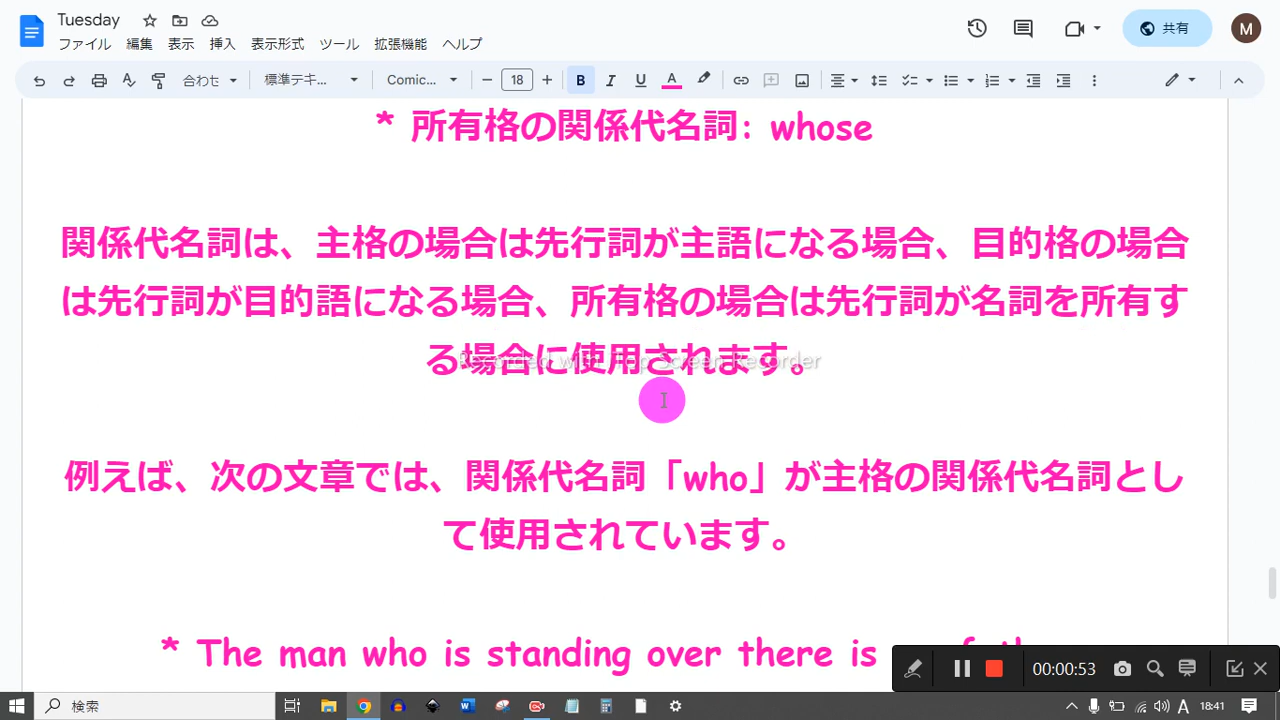 Tuesday
共有
M
ファイル 編集 表示 挿入 表示形式 ツール 拡張機能 ヘルプ
合わせ 標準テキ... Comic... 18 B I U A
* 所有格の関係代名詞: whose
関係代名詞は、主格の場合は先行詞が主語になる場合、目的格の場合
は先行詞が目的語になる場合、所有格の場合は先行詞が名詞を所有す
る場合に使用されます。
Recorded with iTop Screen Recorder
例えば、次の文章では、関係代名詞「who」が主格の関係代名詞とし
て使用されています。
* The man who is standing over there is
00:00:53
検索
A 18:41